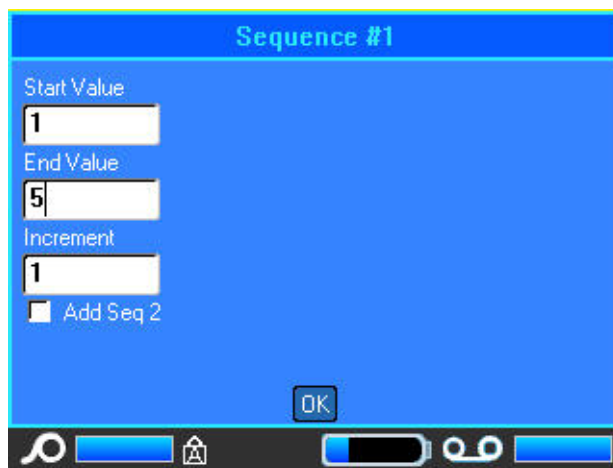 Sequence #1
Start Value
1
End Value
5
Increment
1
Add Seq 2
OK
A